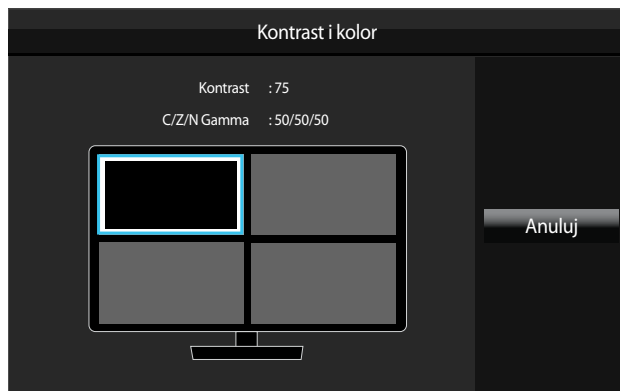 Kontrast i kolor
Kontrast : 75
C/Z/N Gamma : 50/50/50
Anuluj